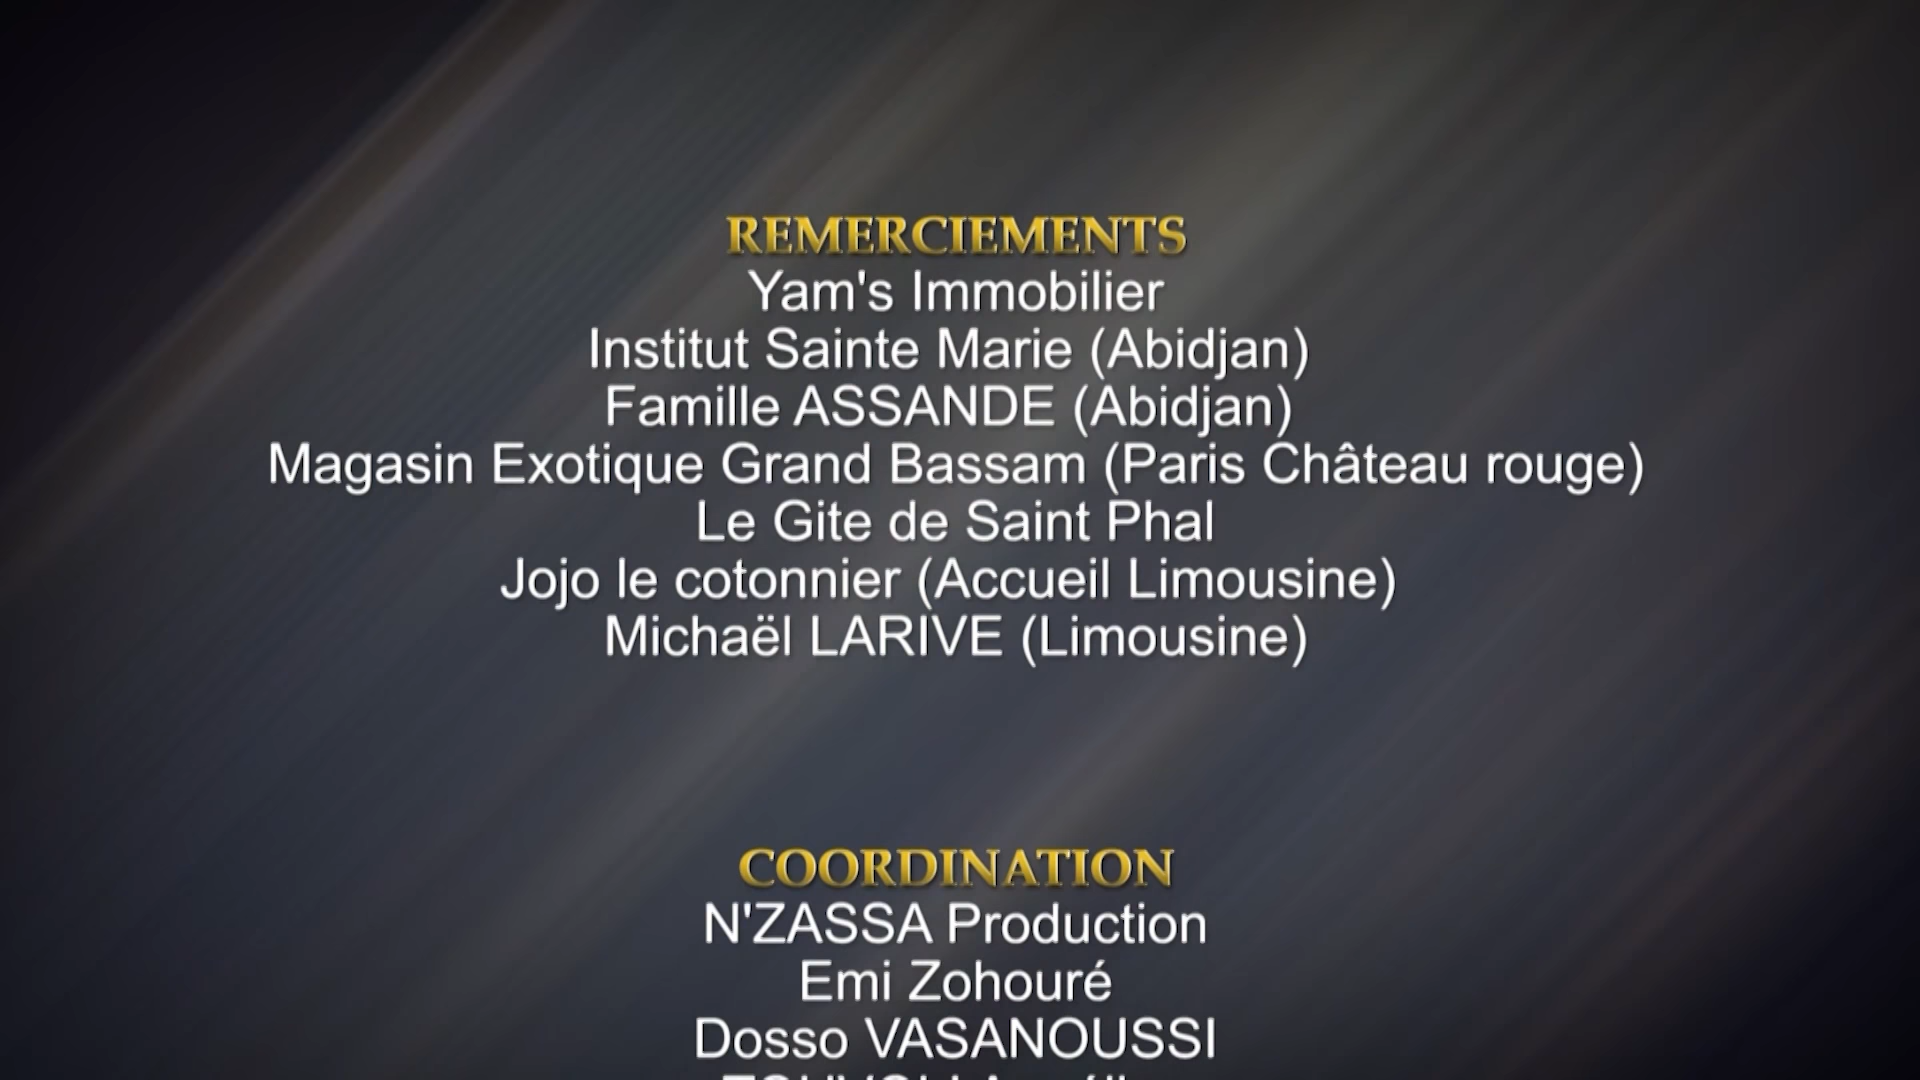 REMERCIEMENTS
Yam's Immobilier
Institut Sainte Marie (Abidjan)
Famille ASSANDE (Abidjan)
Magasin Exotique Grand Bassam (Paris Château rouge)
Le Gite de Saint Phal
Jojo le cotonnier (Accueil Limousine)
Michaël LARIVE (Limousine)
COORDINATION
N'ZASSA Production
Emi Zohouré
Dosso VASANOUSSI